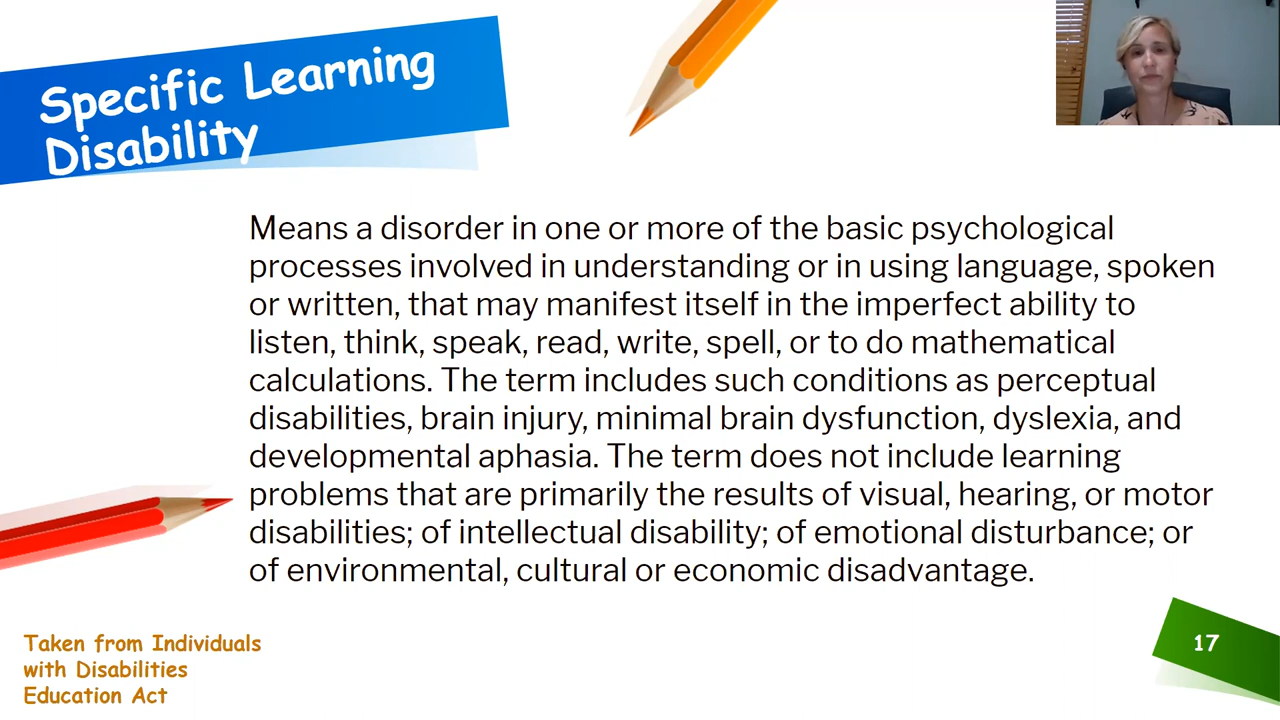 Specific Learning
Disability
Means a disorder in one or more of the basic psychological
processes involved in understanding or in using language, spoken
or written, that may manifest itself in the imperfect ability to
listen, think, speak, read, write, spell, or to do mathematical
calculations. The term includes such conditions as perceptual
disabilities, brain injury, minimal brain dysfunction, dyslexia, and
developmental aphasia. The term does not include learning
problems that are primarily the results of visual, hearing, or motor
disabilities; of intellectual disability; of emotional disturbance; or
of environmental, cultural or economic disadvantage.
Taken from Individuals
with Disabilities
Education Act
17